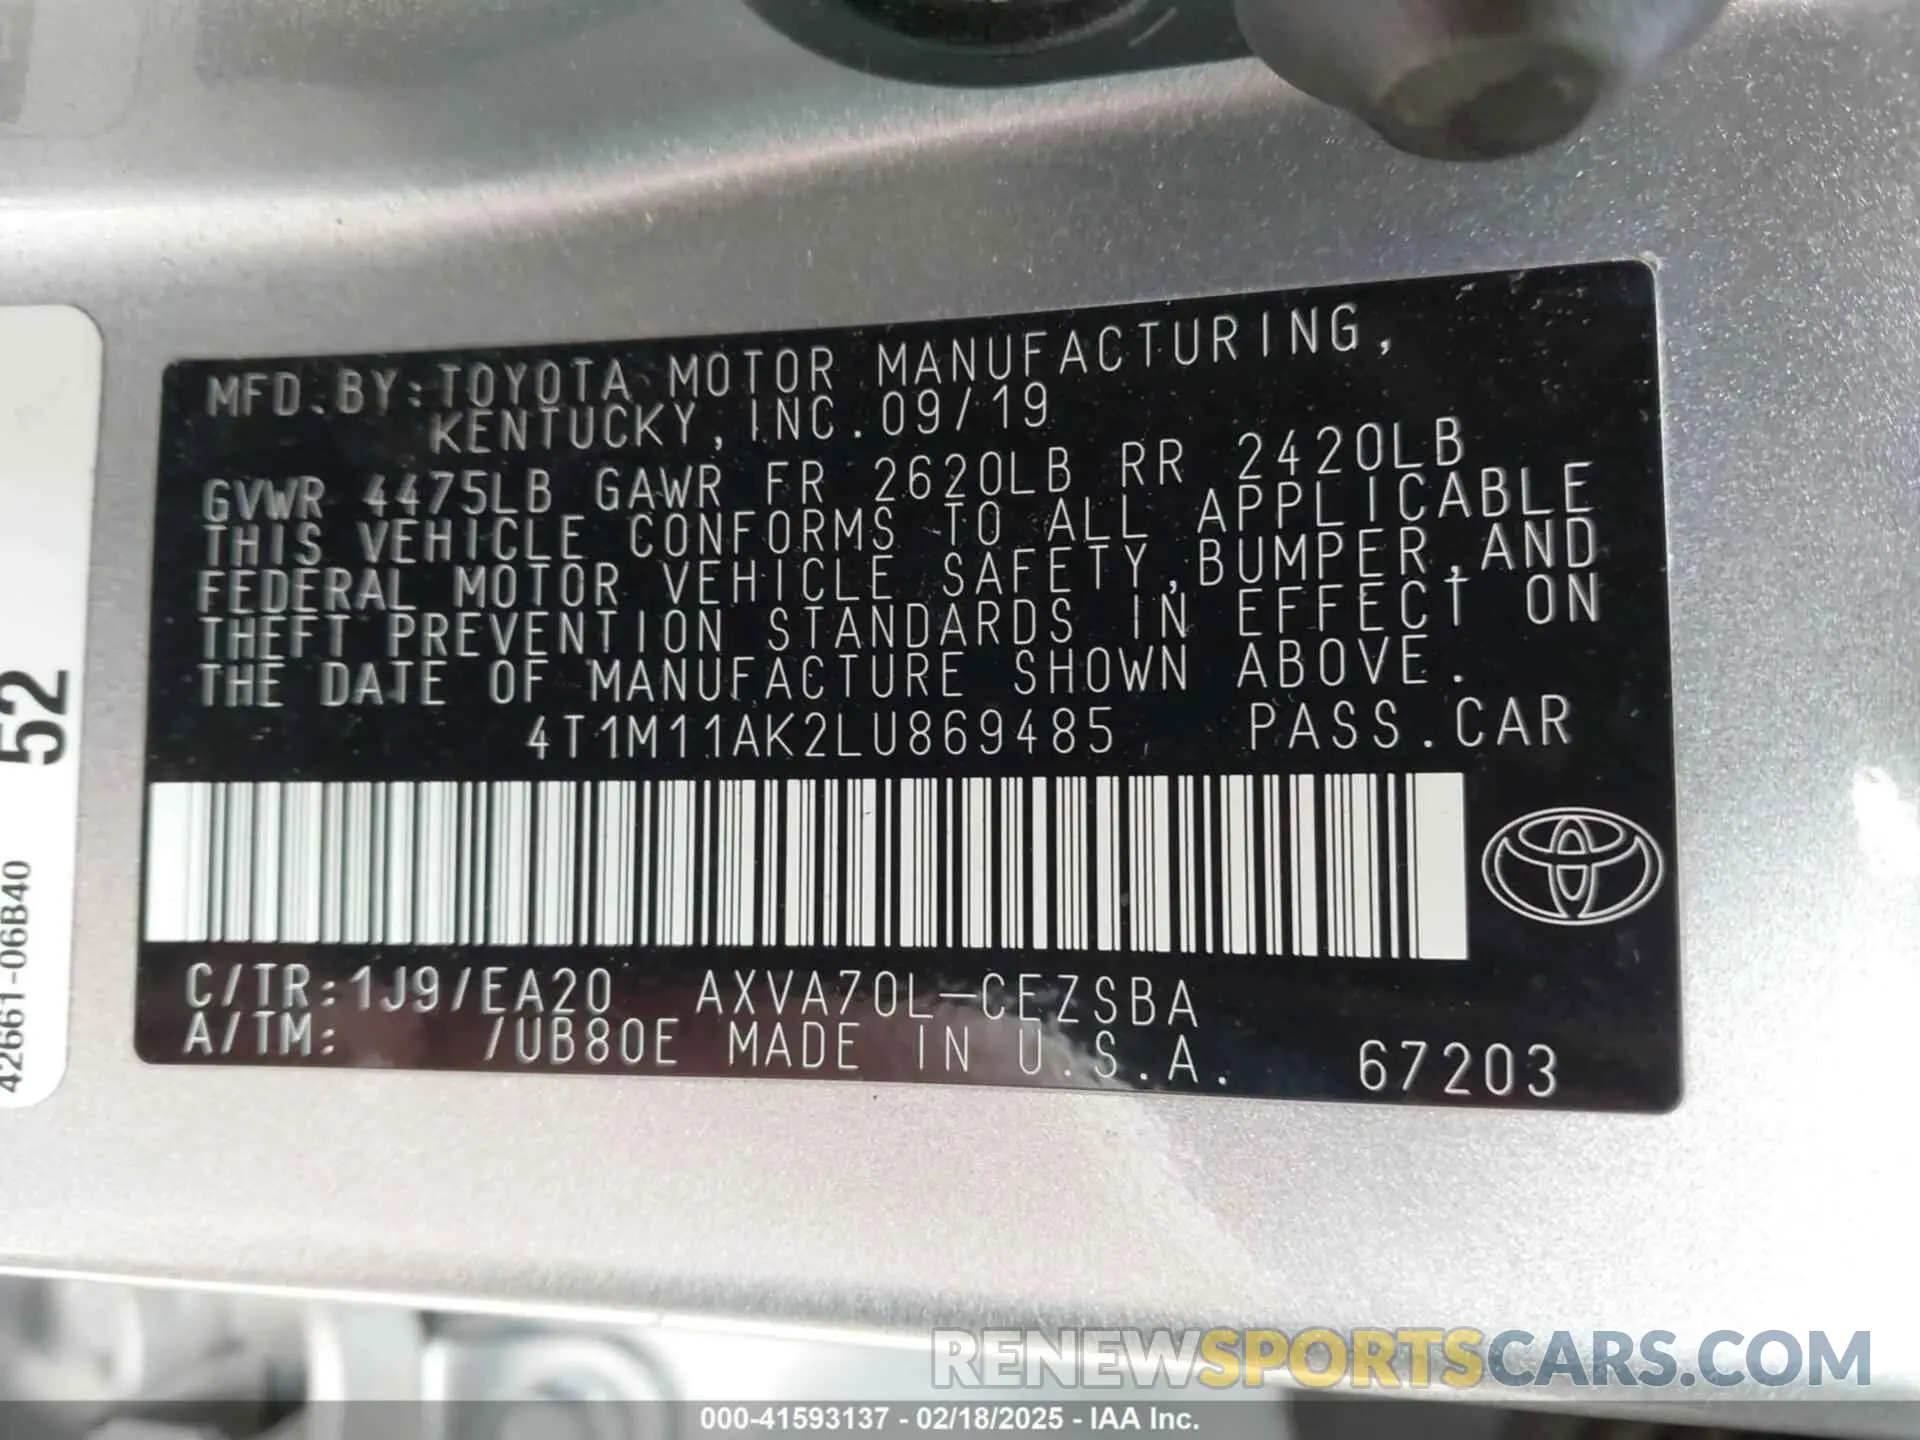 MFD.BY:TOYOTA MOTOR MANUFACTURING,
KENTUCKY, INC. 09/19
GVWR 4475LB GAWR FR 2620LB RR 2420LB
THIS VEHICLE CONFORMS TO ALL APPLICABLE
FEDERAL MOTOR VEHICLE SAFETY, BUMPER, AND
THEFT PREVENTION STANDARDS IN EFFECT ON
THE DATE OF MANUFACTURE SHOWN ABOVE.
4T1M11AK2LU869485 PASS.CAR
C/TR:1J9/EA20 AXVA70L-CEZSBA
A/TM: /UB80E MADE IN U.S.A. 67203
52
42661-06B40
RENEWSPORTSCARS.COM
000-41593137 - 02/18/2025 - IAA Inc.